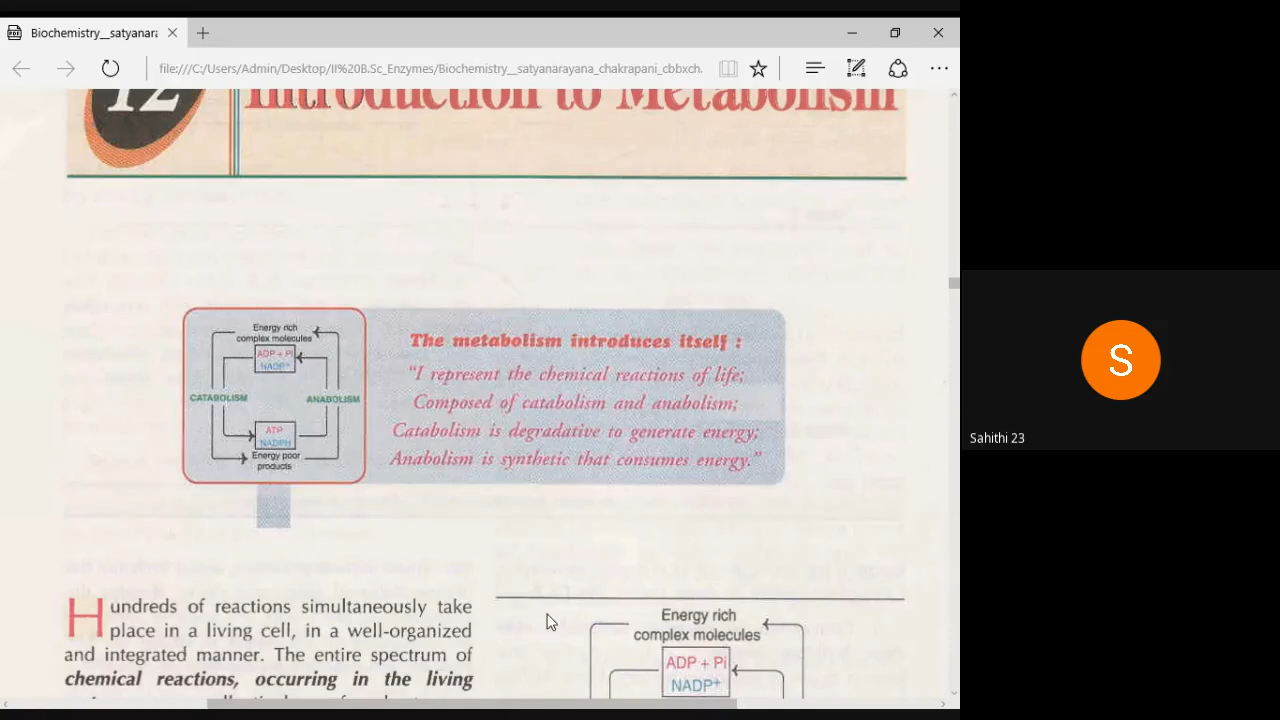 Biochemistry__satyanara
file:///C:/Users/Admin/Desktop/II%20B.Sc_Enzymes/Biochemistry__satyanarayana_chakrapani_cbbxch.
12
Introduction to Metabolism
Energy rich
complex molecules
ADP + Pi
NADP+
CATABOLISM
ANABOLISM
ATP
NADPH
Energy poor
products
The metabolism introduces itself :
"I represent the chemical reactions of life;
Composed of catabolism and anabolism;
Catabolism is degradative to generate energy;
Anabolism is synthetic that consumes energy."
Hundreds of reactions simultaneously take
place in a living cell, in a well-organized
and integrated manner. The entire spectrum of
chemical reactions, occurring in the living
Energy rich
complex molecules
ADP + Pi
NADP+
S
Sahithi 23